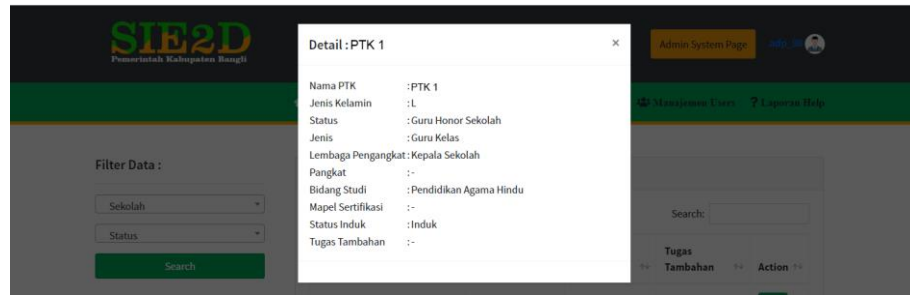 SIE2D
Pemerintah Kabupaten Bangli
Admin System Page
Manajemen Users
? Laporan Help
Detail : PTK 1 ×
Nama PTK :PTK 1
Jenis Kelamin :L
Status :Guru Honor Sekolah
Jenis :Guru Kelas
Lembaga Pengangkat :Kepala Sekolah
Pangkat :-
Bidang Studi :Pendidikan Agama Hindu
Mapel Sertifikasi :-
Status Induk :Induk
Tugas Tambahan :-
Filter Data :
Sekolah
Status
Search
Search:
Tugas
Tambahan
Action